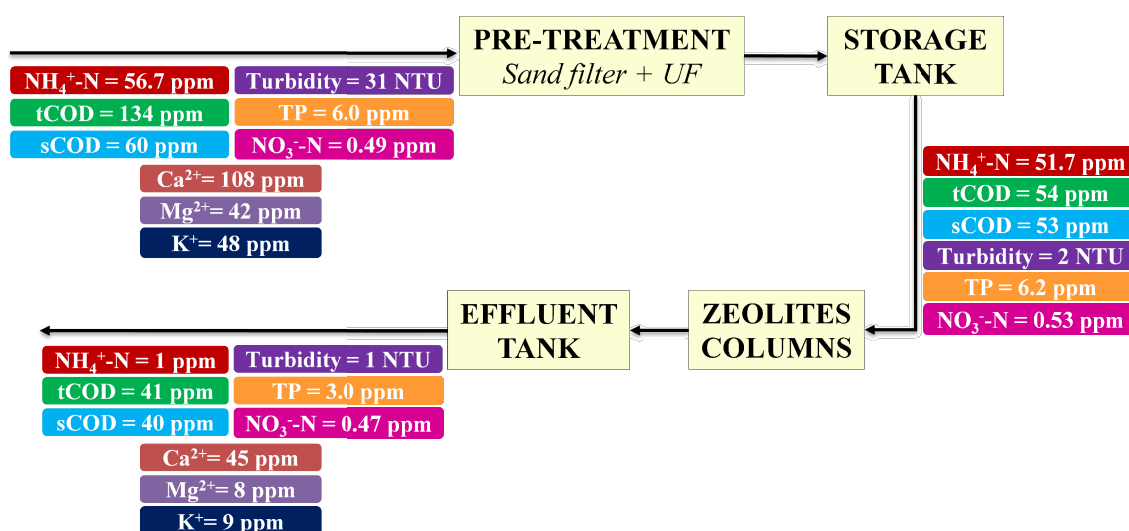 PRE-TREATMENT
Sand filter + UF
STORAGE
TANK
NH₄⁺-N = 56.7 ppm
Turbidity = 31 NTU
tCOD = 134 ppm
TP = 6.0 ppm
sCOD = 60 ppm
NO₃⁻-N = 0.49 ppm
Ca²⁺= 108 ppm
Mg²⁺= 42 ppm
K⁺= 48 ppm
NH₄⁺-N = 51.7 ppm
tCOD = 54 ppm
sCOD = 53 ppm
Turbidity = 2 NTU
TP = 6.2 ppm
NO₃⁻-N = 0.53 ppm
EFFLUENT
TANK
ZEOLITES
COLUMNS
NH₄⁺-N = 1 ppm
Turbidity = 1 NTU
tCOD = 41 ppm
TP = 3.0 ppm
sCOD = 40 ppm
NO₃⁻-N = 0.47 ppm
Ca²⁺= 45 ppm
Mg²⁺= 8 ppm
K⁺= 9 ppm